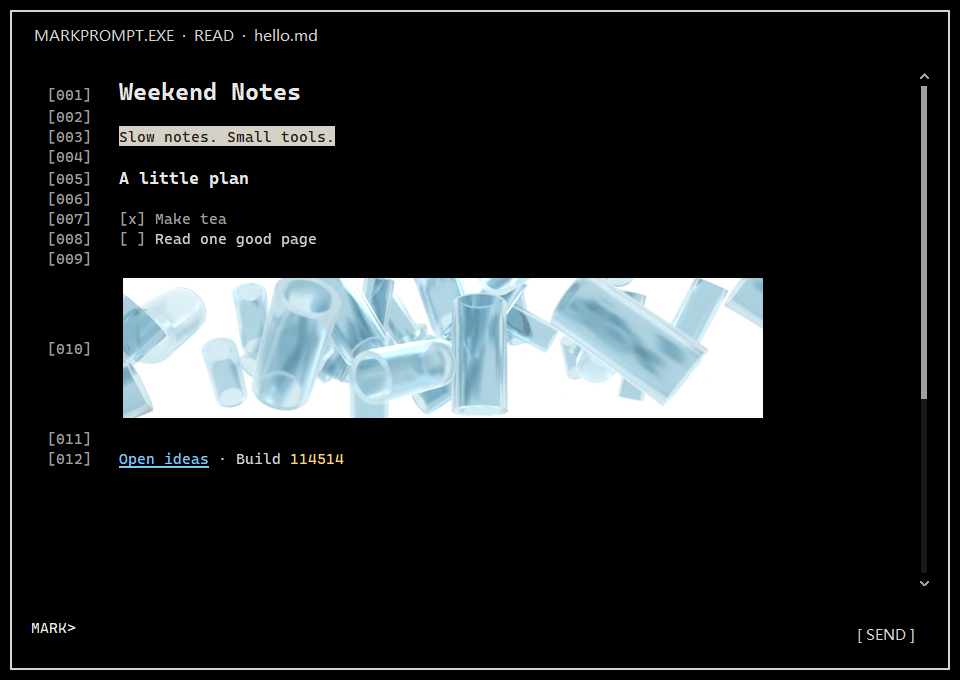 MARKPROMPT.EXE · READ · hello.md
[001] Weekend Notes
[002]
[003] Slow notes. Small tools.
[004]
[005] A little plan
[006]
[007] [x] Make tea
[008] [ ] Read one good page
[009]
[010]
[011]
[012] Open ideas · Build 114514
MARK>
[ SEND ]